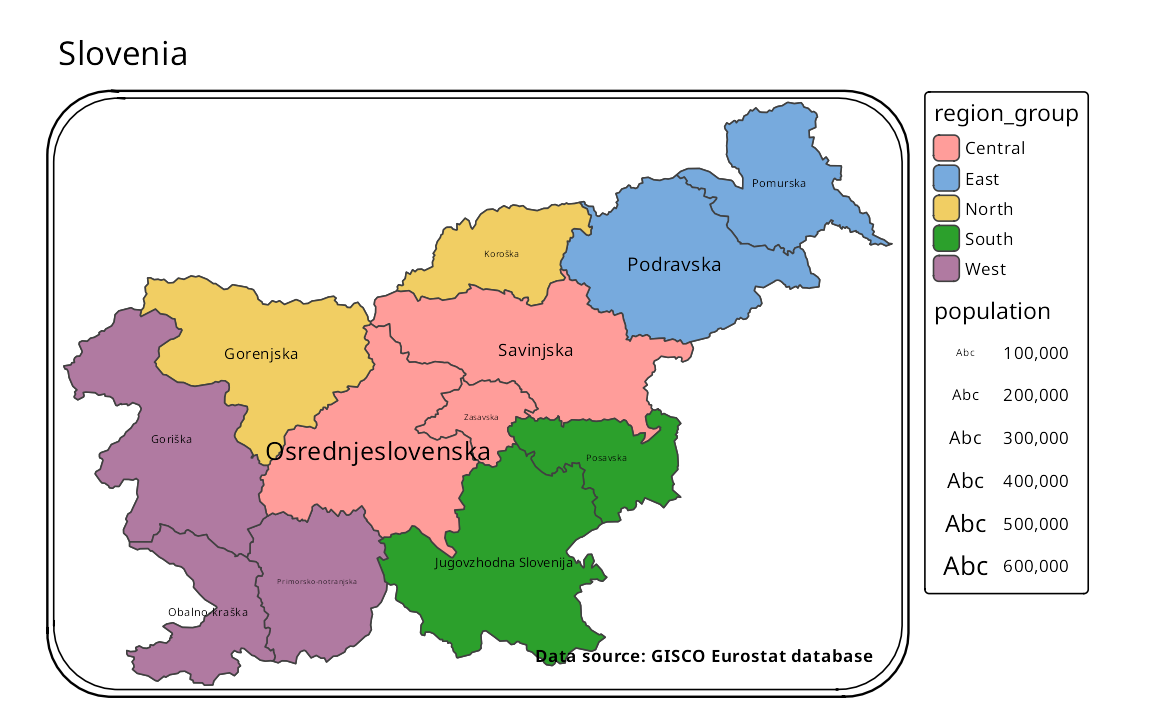 Slovenia
Pomurska
Koroška
Podravska
Gorenjska
Savinjska
Zasavska
Goriška
Osrednjeslovenska
Posavska
Jugovzhodna Slovenija
Primorsko-notranjska
Obalno-kraška
Data source: GISCO Eurostat database
region_group
Central
East
North
South
West
population
Abc 100,000
Abc 200,000
Abc 300,000
Abc 400,000
Abc 500,000
Abc 600,000